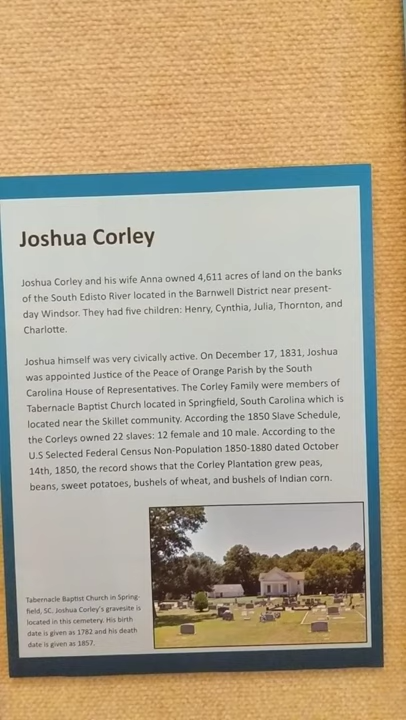 Joshua Corley
Joshua Corley and his wife Anna owned 4,611 acres of land on the banks
of the South Edisto River located in the Barnwell District near present-
day Windsor. They had five children: Henry, Cynthia, Julia, Thornton, and
Charlotte.
Joshua himself was very civically active. On December 17, 1831, Joshua
was appointed Justice of the Peace of Orange Parish by the South
Carolina House of Representatives. The Corley Family were members of
Tabernacle Baptist Church located in Springfield, South Carolina which is
located near the Skillet community. According the 1850 Slave Schedule,
the Corleys owned 22 slaves: 12 female and 10 male. According to the
U.S Selected Federal Census Non-Population 1850-1880 dated October
14th, 1850, the record shows that the Corley Plantation grew peas,
beans, sweet potatoes, bushels of wheat, and bushels of Indian corn.
Tabernacle Baptist Church in Spring-
field, SC. Joshua Corley's gravesite is
located in this cemetery. His birth
date is given as 1782 and his death
date is given as 1857.